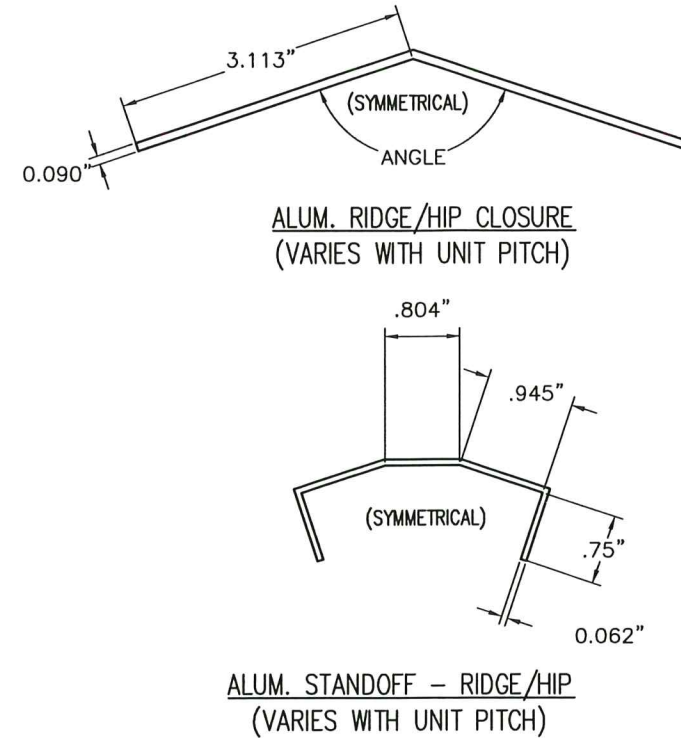 3.113"
(SYMMETRICAL)
0.090"
ANGLE
ALUM. RIDGE/HIP CLOSURE
(VARIES WITH UNIT PITCH)
.804"
.945"
(SYMMETRICAL)
.75"
0.062"
ALUM. STANDOFF – RIDGE/HIP
(VARIES WITH UNIT PITCH)